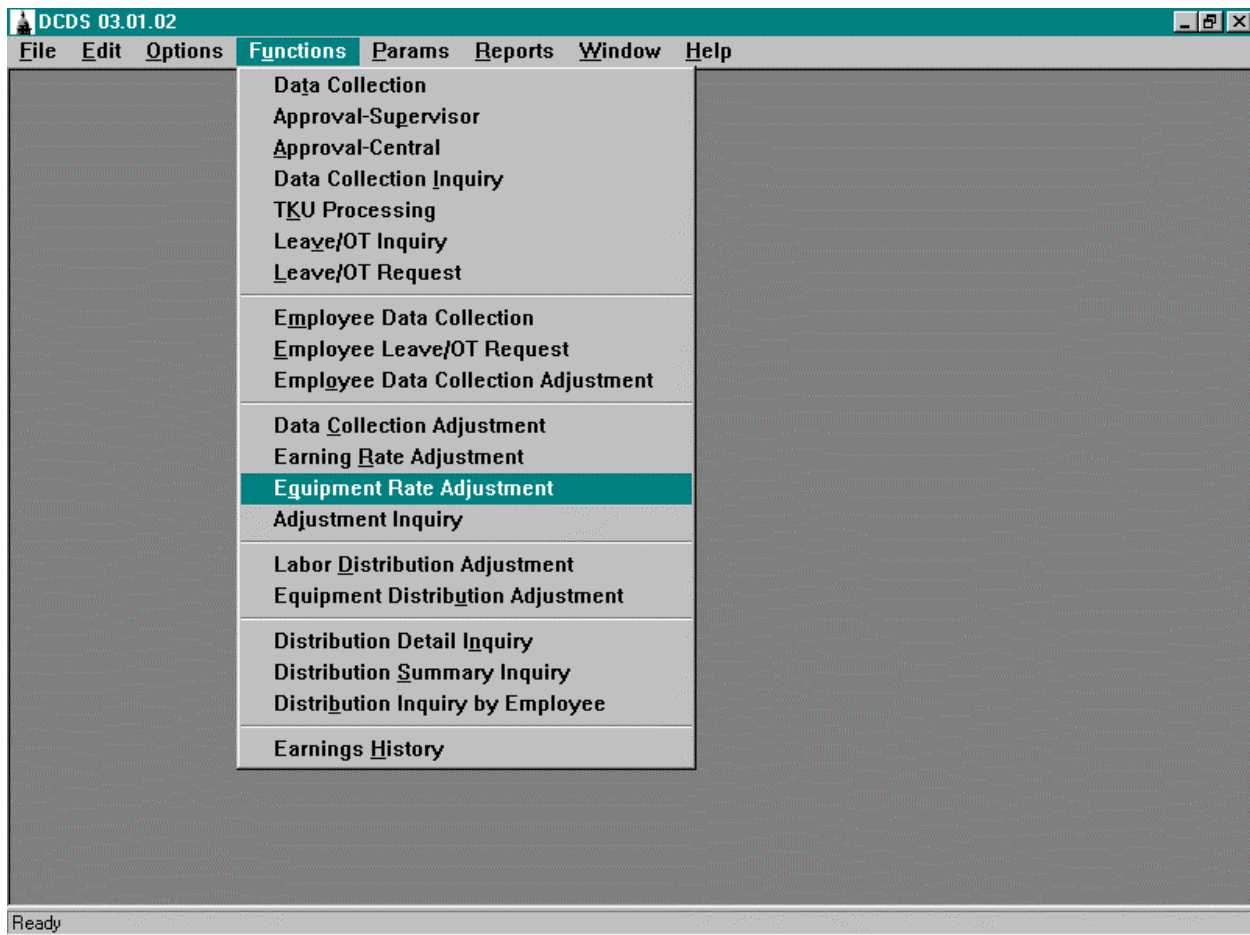 DCDS 03.01.02
File Edit Options Functions Params Reports Window Help
Data Collection
Approval-Supervisor
Approval-Central
Data Collection Inquiry
TKU Processing
Leave/OT Inquiry
Leave/OT Request
Employee Data Collection
Employee Leave/OT Request
Employee Data Collection Adjustment
Data Collection Adjustment
Earning Rate Adjustment
Equipment Rate Adjustment
Adjustment Inquiry
Labor Distribution Adjustment
Equipment Distribution Adjustment
Distribution Detail Inquiry
Distribution Summary Inquiry
Distribution Inquiry by Employee
Earnings History
Ready